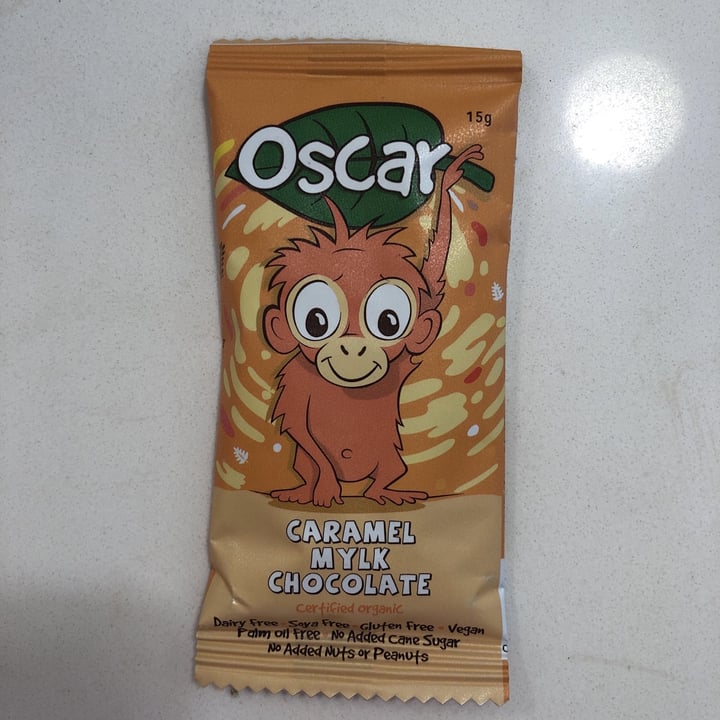 15g
Oscar
CARAMEL
MYLK
CHOCOLATE
certified organic
Dairy Free - Soya Free - Gluten Free - Vegan
Palm Oil Free - No Added Cane Sugar
No Added Nuts or Peanuts